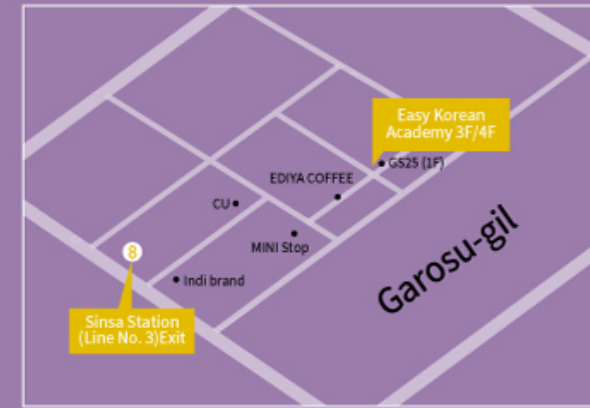 Easy Korean
Academy 3F/4F
GS25 (1F)
EDIYA COFFEE
CU
MINI Stop
Garosu-gil
8
Indi brand
Sinsa Station
(Line No. 3)Exit